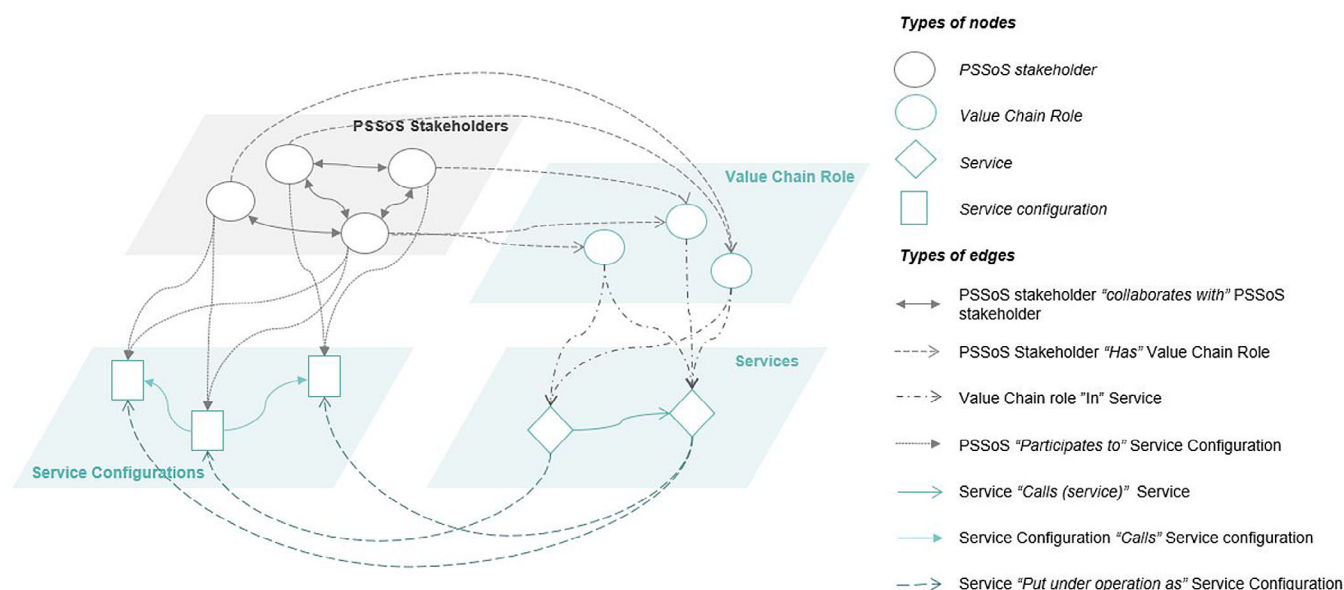 PSSoS Stakeholders
Value Chain Role
Services
Service Configurations
Types of nodes
PSSoS stakeholder
Value Chain Role
Service
Service configuration
Types of edges
PSSoS stakeholder “collaborates with” PSSoS
stakeholder
PSSoS Stakeholder “Has” Value Chain Role
Value Chain role ”In” Service
PSSoS “Participates to” Service Configuration
Service “Calls (service)” Service
Service Configuration “Calls” Service configuration
Service “Put under operation as” Service Configuration